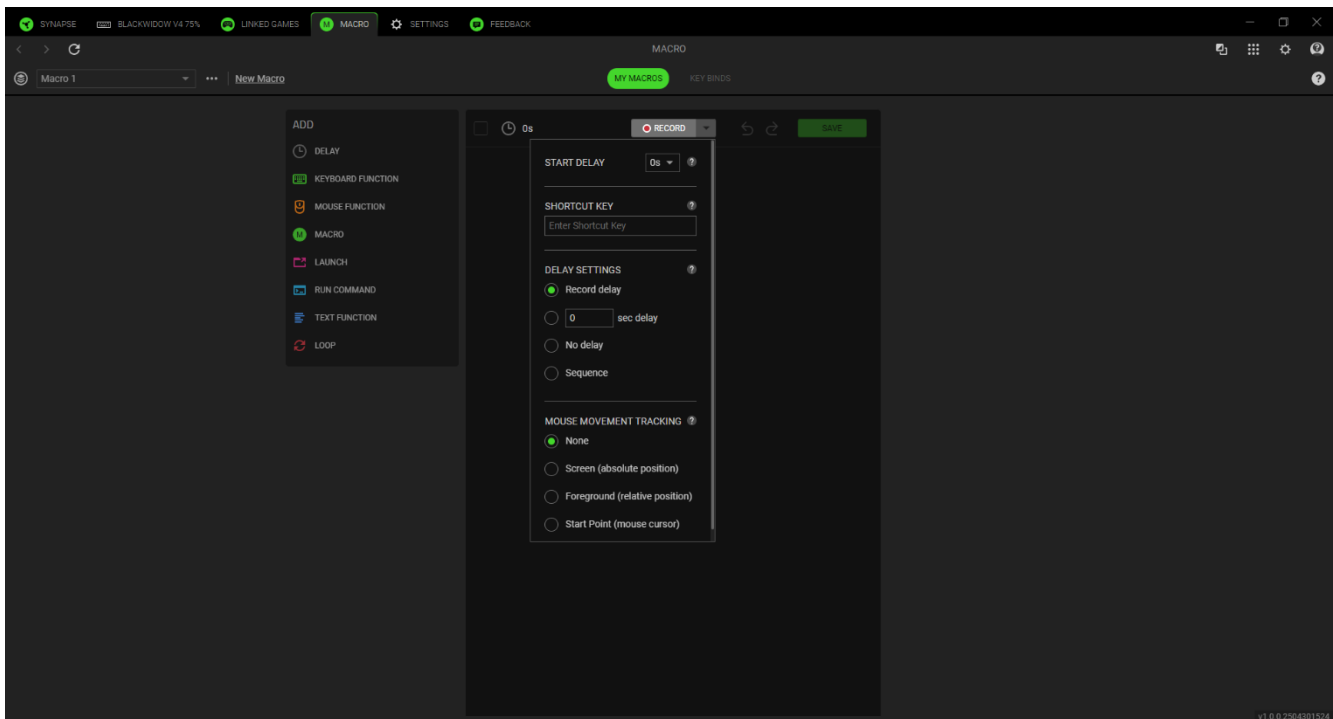 SYNAPSE BLACKWIDOW V4 75% LINKED GAMES M MACRO SETTINGS FEEDBACK
MACRO
Macro 1 ••• New Macro MY MACROS KEY BINDS ?
ADD
DELAY
KEYBOARD FUNCTION
MOUSE FUNCTION
M MACRO
LAUNCH
RUN COMMAND
TEXT FUNCTION
LOOP
0s RECORD SAVE
START DELAY 0s ?
SHORTCUT KEY ?
Enter Shortcut Key
DELAY SETTINGS ?
Record delay
0 sec delay
No delay
Sequence
MOUSE MOVEMENT TRACKING ?
None
Screen (absolute position)
Foreground (relative position)
Start Point (mouse cursor)
v1.0.0.2504301524